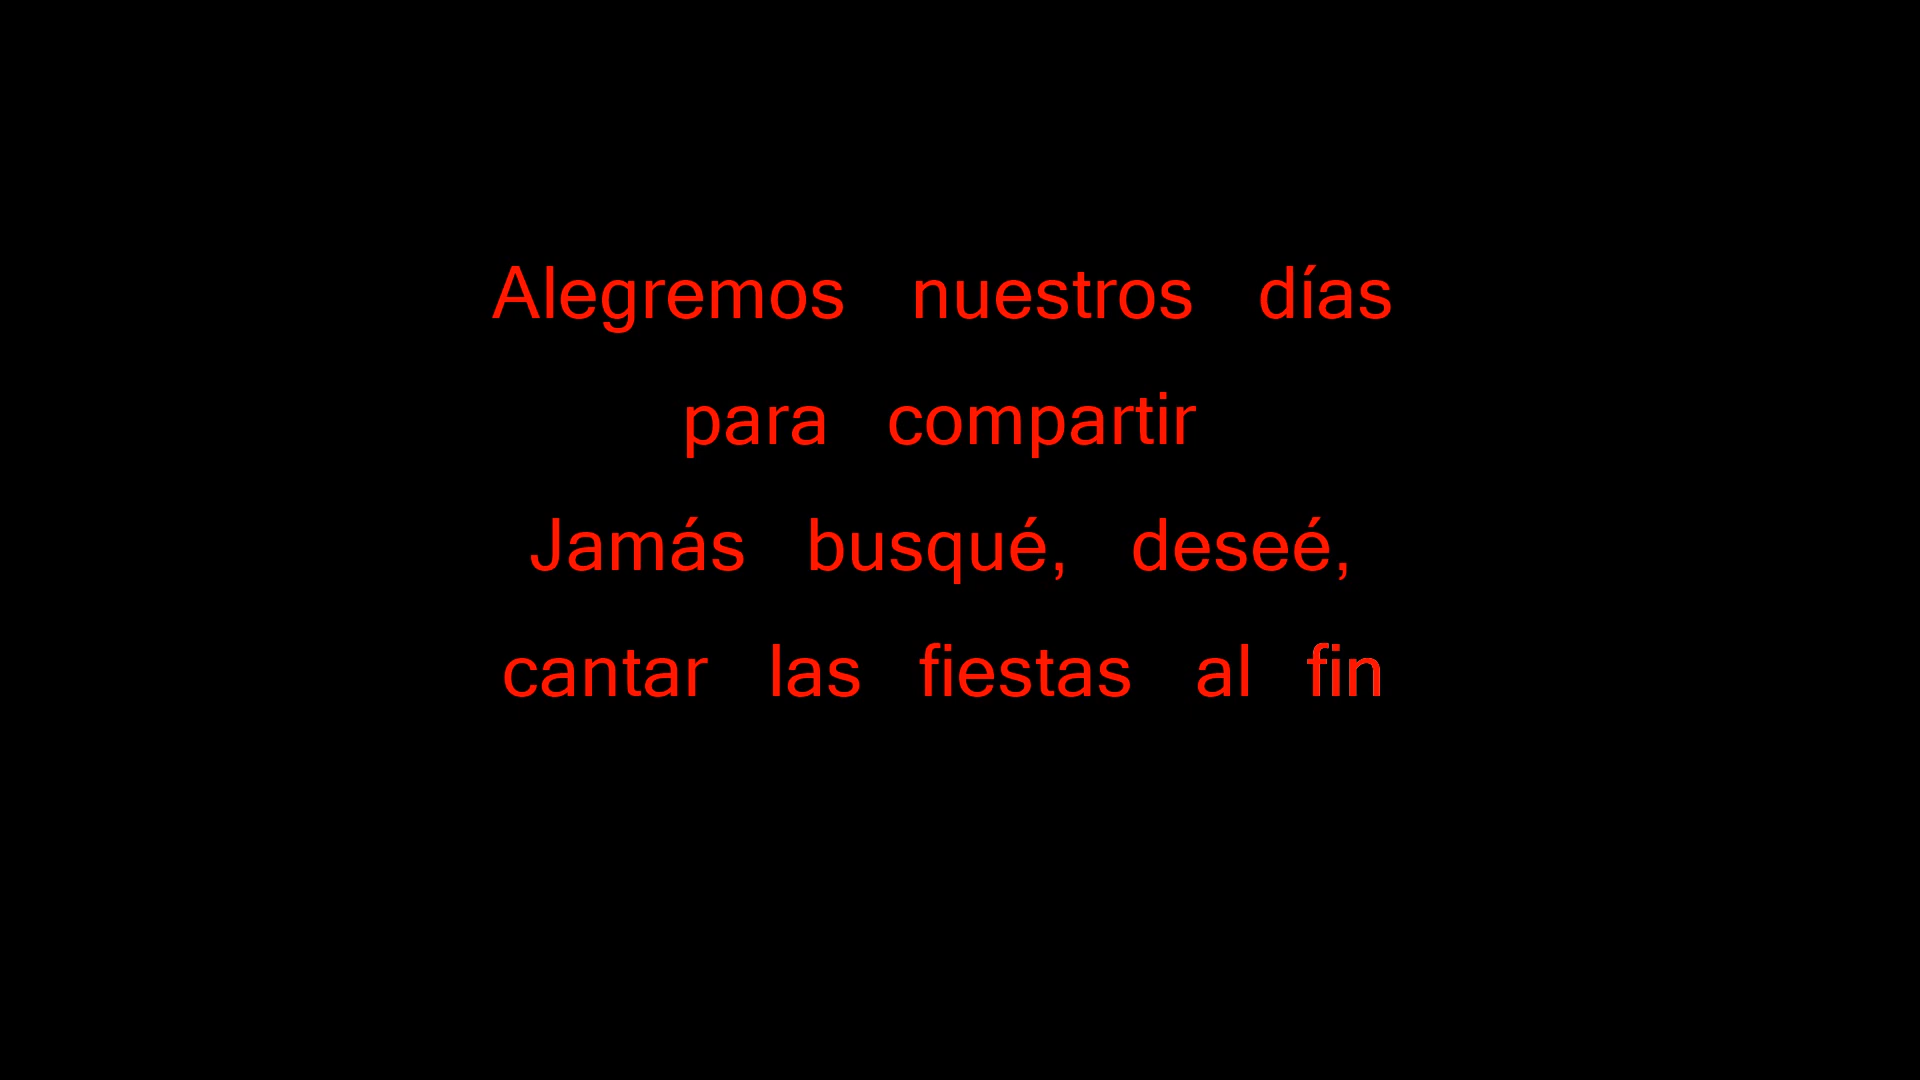 Alegremos nuestros días
para compartir
Jamás busqué, deseé,
cantar las fiestas al fin